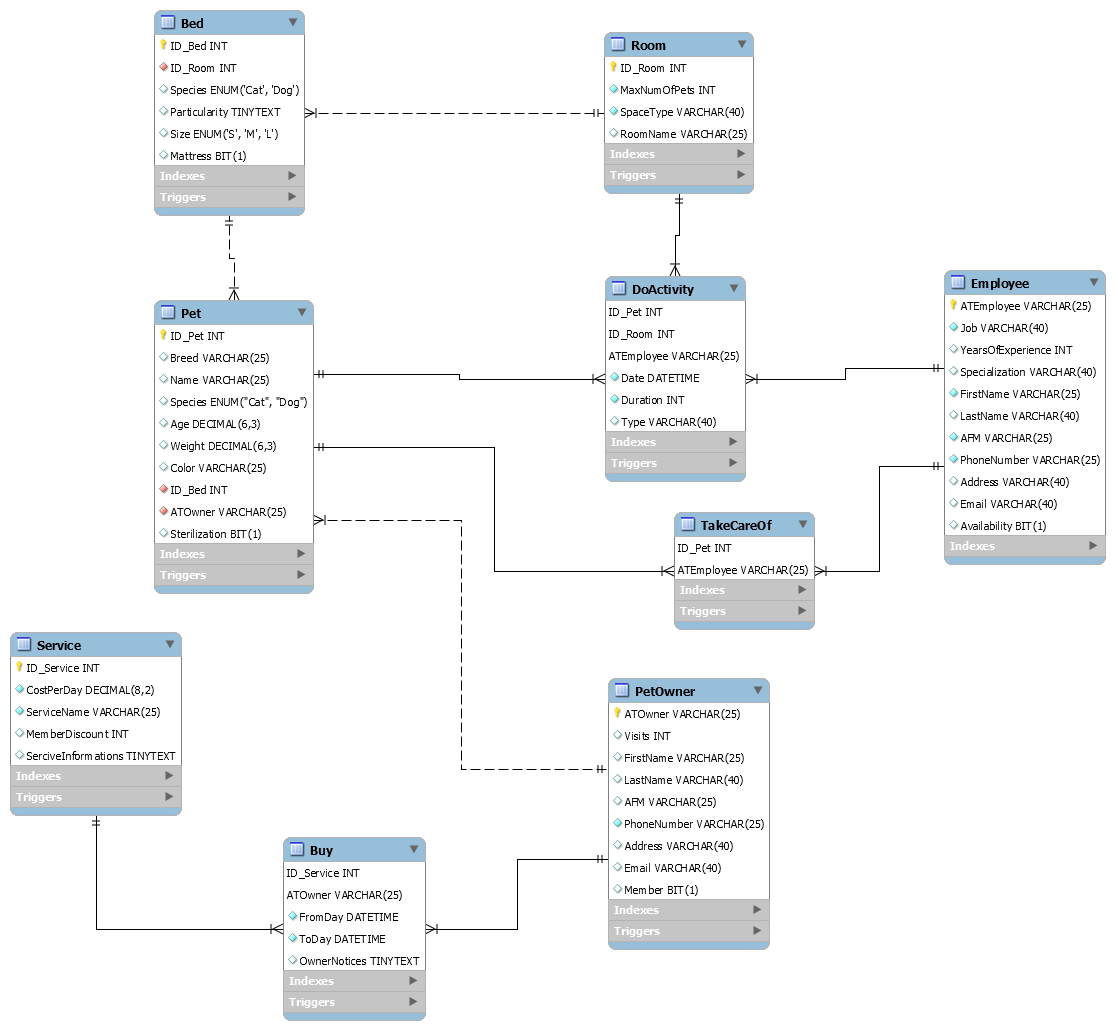 Bed
ID_Bed INT
ID_Room INT
Species ENUM('Cat', 'Dog')
Particularity TINYTEXT
Size ENUM('S', 'M', 'L')
Mattress BIT(1)
Indexes
Triggers
Room
ID_Room INT
MaxNumOfPets INT
SpaceType VARCHAR(40)
RoomName VARCHAR(25)
Indexes
Triggers
Pet
ID_Pet INT
Breed VARCHAR(25)
Name VARCHAR(25)
Species ENUM("Cat", "Dog")
Age DECIMAL(6,3)
Weight DECIMAL(6,3)
Color VARCHAR(25)
ID_Bed INT
ATOwner VARCHAR(25)
Sterilization BIT(1)
Indexes
Triggers
DoActivity
ID_Pet INT
ID_Room INT
ATEmployee VARCHAR(25)
Date DATETIME
Duration INT
Type VARCHAR(40)
Indexes
Triggers
Employee
ATEmployee VARCHAR(25)
Job VARCHAR(40)
YearsOfExperience INT
Specialization VARCHAR(40)
FirstName VARCHAR(25)
LastName VARCHAR(40)
AFM VARCHAR(25)
PhoneNumber VARCHAR(25)
Address VARCHAR(40)
Email VARCHAR(40)
Availability BIT(1)
Indexes
TakeCareOf
ID_Pet INT
ATEmployee VARCHAR(25)
Indexes
Triggers
Service
ID_Service INT
CostPerDay DECIMAL(8,2)
ServiceName VARCHAR(25)
MemberDiscount INT
SerciveInformations TINYTEXT
Indexes
Triggers
PetOwner
ATOwner VARCHAR(25)
Visits INT
FirstName VARCHAR(25)
LastName VARCHAR(40)
AFM VARCHAR(25)
PhoneNumber VARCHAR(25)
Address VARCHAR(40)
Email VARCHAR(40)
Member BIT(1)
Indexes
Triggers
Buy
ID_Service INT
ATOwner VARCHAR(25)
FromDay DATETIME
ToDay DATETIME
OwnerNotices TINYTEXT
Indexes
Triggers